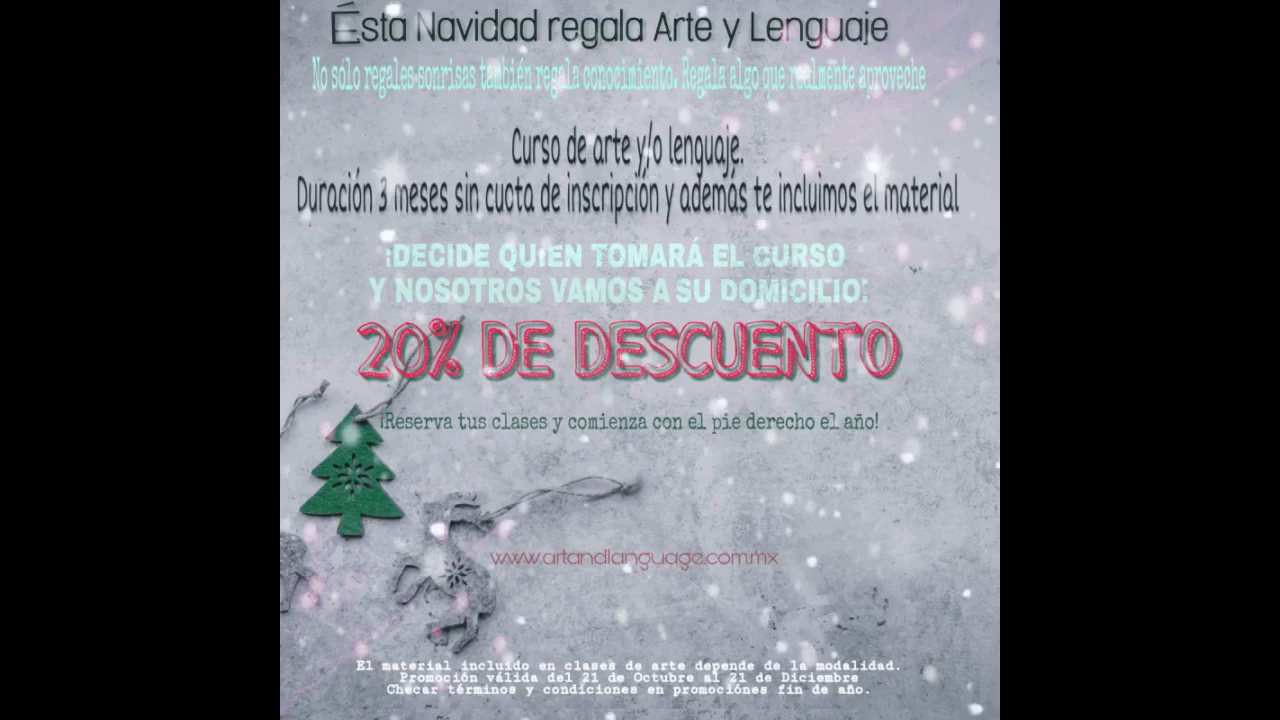 Ésta Navidad regala Arte y Lenguaje
No sólo regales sonrisas también regala conocimiento. Regala algo que realmente aproveche
Curso de arte y/o lenguaje.
Duración 3 meses sin cuota de inscripción y además te incluimos el material
¡DECIDE QUIEN TOMARÁ EL CURSO
Y NOSOTROS VAMOS A SU DOMICILIO!
20% DE DESCUENTO
¡Reserva tus clases y comienza con el pie derecho el año!
www.artandlanguage.com.mx
El material incluido en clases de arte depende de la modalidad.
Promoción válida del 21 de Octubre al 21 de Diciembre
Checar términos y condiciones en promociónes fin de año.